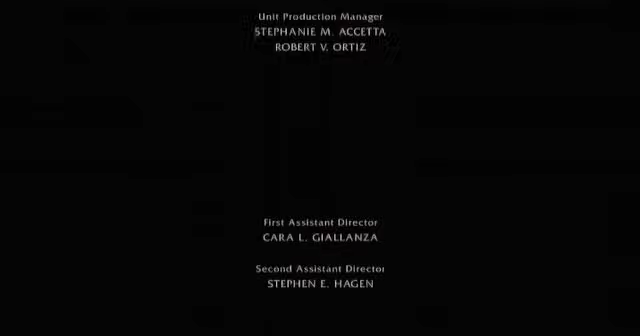 Unit Production Manager
STEPHANIE M. ACCETTA
ROBERT V. ORTIZ
First Assistant Director
CARA L. GIALLANZA
Second Assistant Director
STEPHEN E. HAGEN